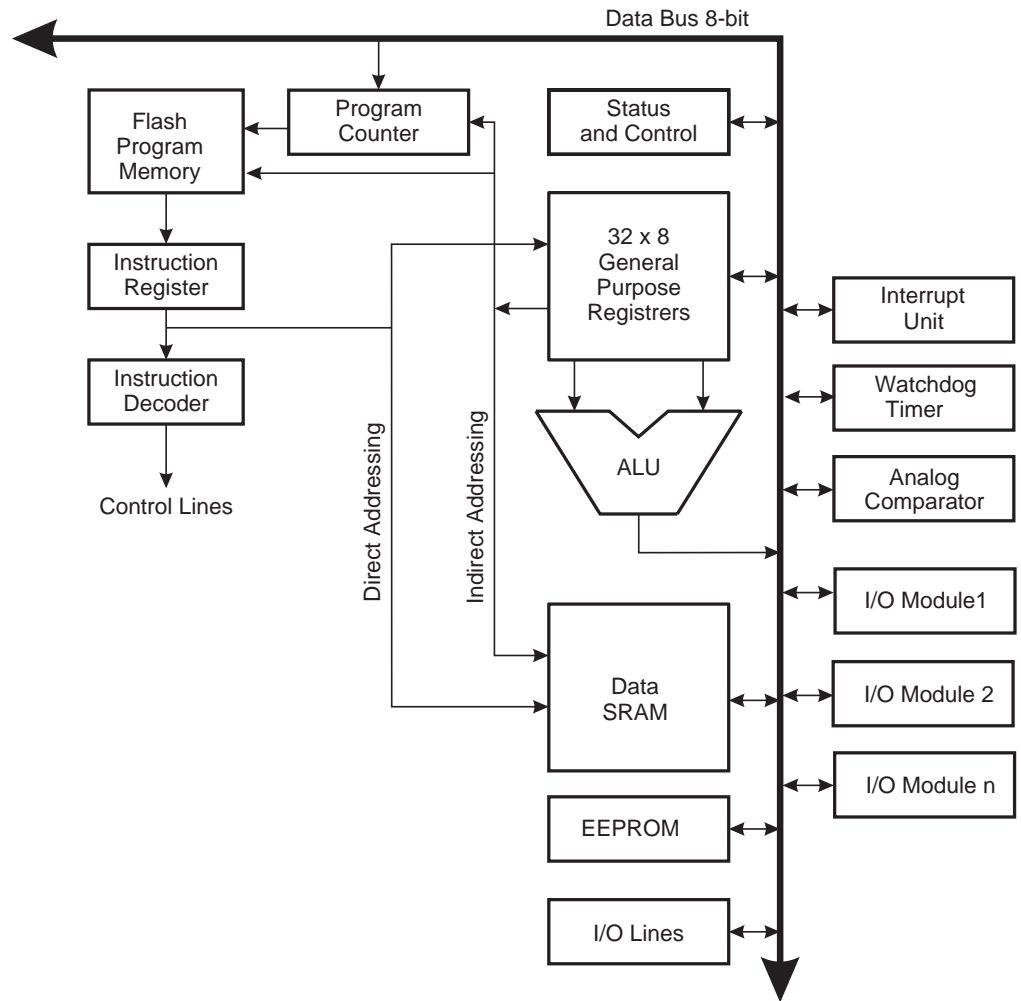 Data Bus 8-bit
Flash
Program
Memory
Program
Counter
Status
and Control
32 x 8
General
Purpose
Registrers
Instruction
Register
Instruction
Decoder
Control Lines
Direct Addressing
Indirect Addressing
ALU
Interrupt
Unit
Watchdog
Timer
Analog
Comparator
I/O Module1
Data
SRAM
I/O Module 2
I/O Module n
EEPROM
I/O Lines